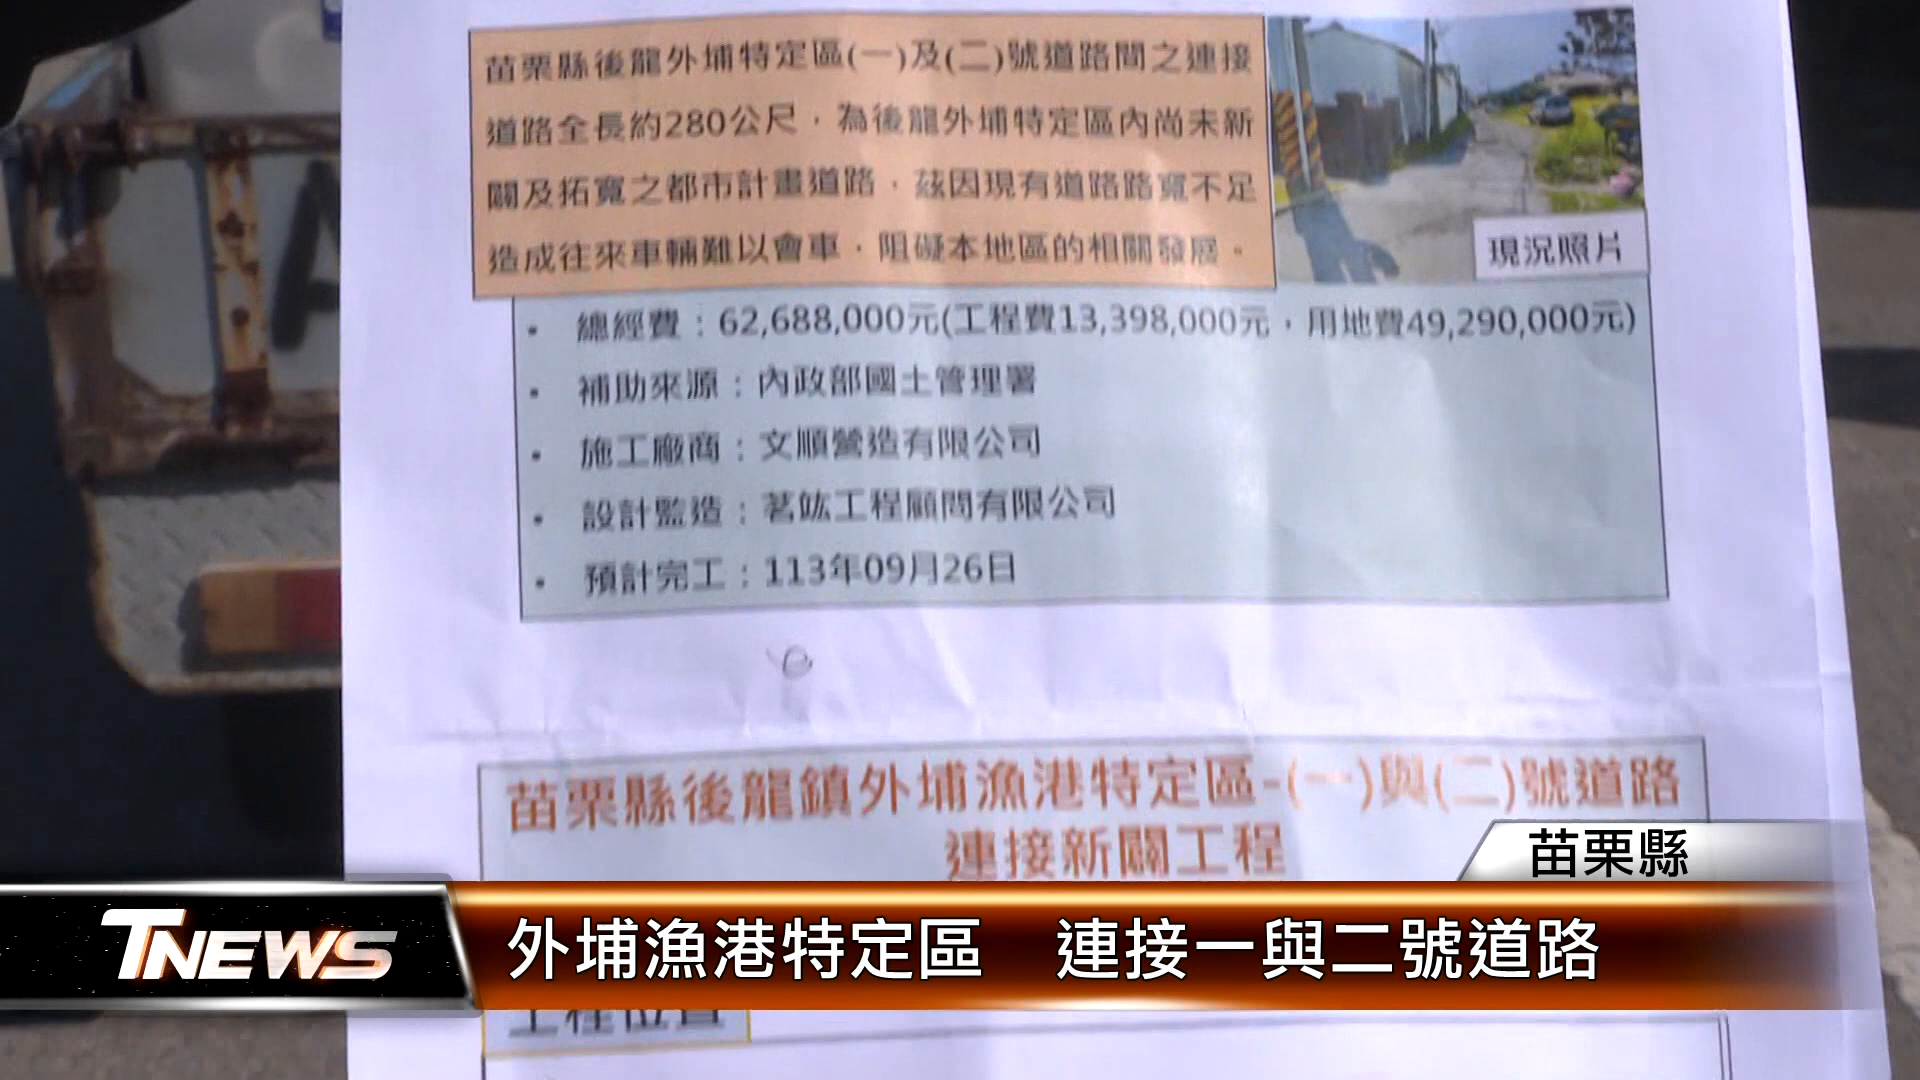 苗栗縣後龍外埔特定區(一)及(二)號道路間之連接
道路全長約280公尺，為後龍外埔特定區內尚未新
闢及拓寬之都市計畫道路，茲因現有道路路寬不足
造成往來車輛難以會車，阻礙本地區的相關發展。
現況照片
• 總經費：62,688,000元(工程費13,398,000元，用地費49,290,000元)
• 補助來源：內政部國土管理署
• 施工廠商：文順營造有限公司
• 設計監造：茗竑工程顧問有限公司
• 預計完工：113年09月26日
苗栗縣後龍鎮外埔漁港特定區-(一)與(二)號道路
連接新闢工程
苗栗縣
TNEWS
外埔漁港特定區 連接一與二號道路
工程位置